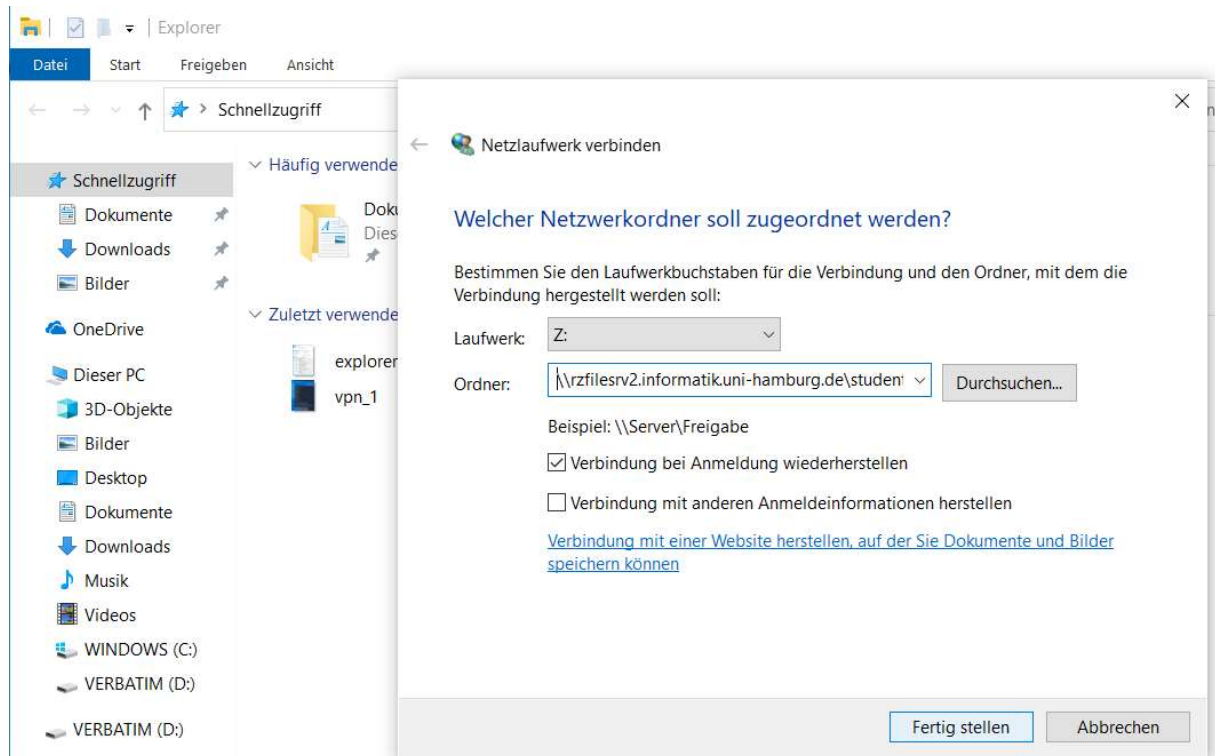 Explorer
Datei Start Freigeben Ansicht
Schnellzugriff
Schnellzugriff
Dokumente
Downloads
Bilder
OneDrive
Dieser PC
3D-Objekte
Bilder
Desktop
Dokumente
Downloads
Musik
Videos
WINDOWS (C:)
VERBATIM (D:)
VERBATIM (D:)
Häufig verwende
Doku
Dies
Zuletzt verwende
explorer
vpn_1
Netzlaufwerk verbinden
Welcher Netzwerkordner soll zugeordnet werden?
Bestimmen Sie den Laufwerkbuchstaben für die Verbindung und den Ordner, mit dem die
Verbindung hergestellt werden soll:
Laufwerk: Z:
Ordner: \\rzfilesrv2.informatik.uni-hamburg.de\student Durchsuchen...
Beispiel: \\Server\Freigabe
Verbindung bei Anmeldung wiederherstellen
Verbindung mit anderen Anmeldeinformationen herstellen
Verbindung mit einer Website herstellen, auf der Sie Dokumente und Bilder
speichern können
Fertig stellen Abbrechen